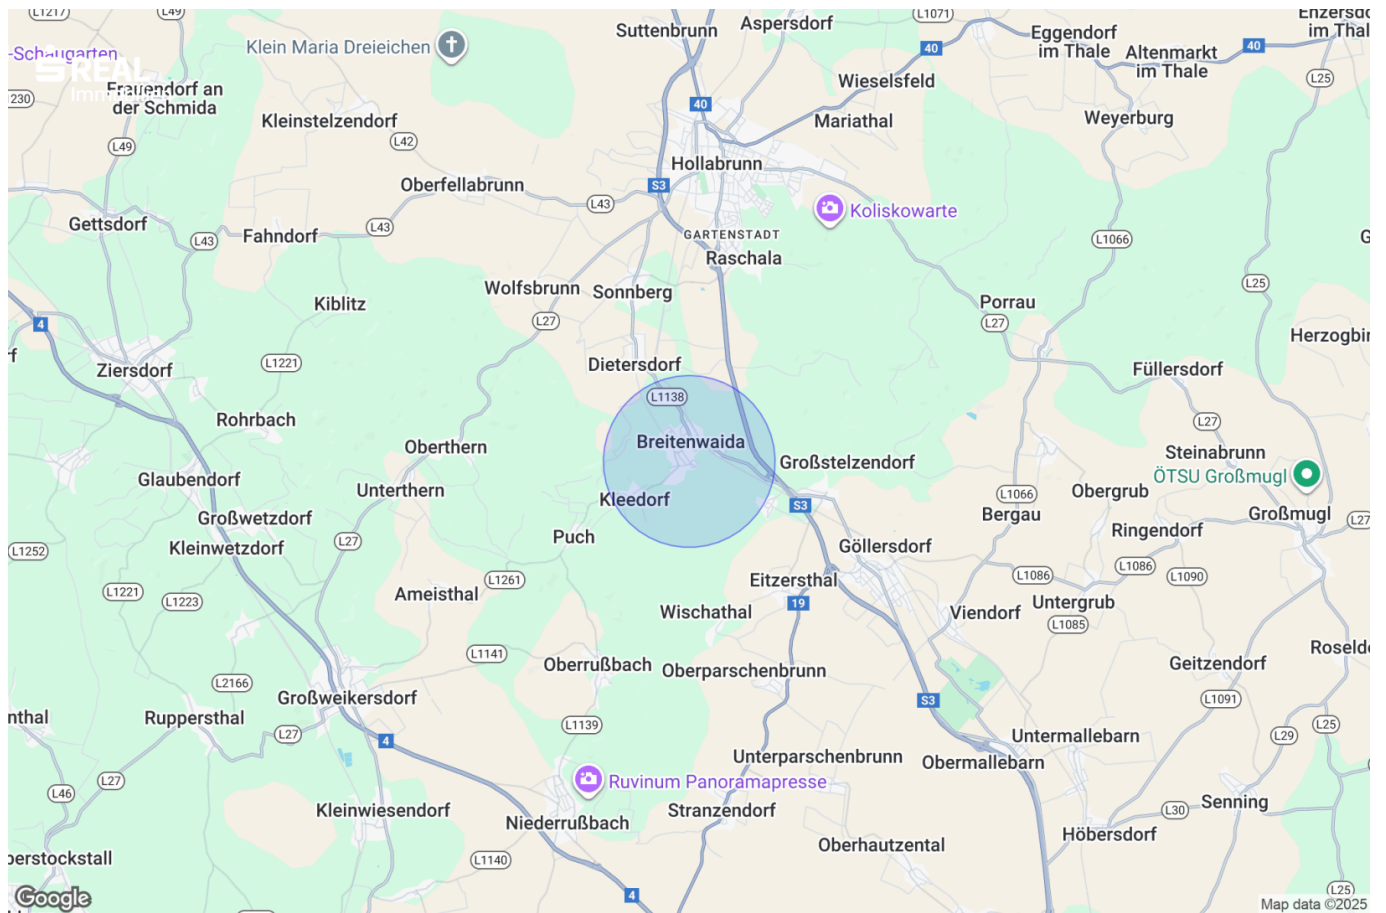 L1217
L49
Suttenbrunn
Aspersdorf
L1071
Enzersdo
im Thal
Klein Maria Dreieichen
-Schaugarten
SREAL
Immobilien
230
Frauendorf an
der Schmida
40
Eggendorf
im Thale
Altenmarkt
im Thale
40
L25
Wieselsfeld
40
Kleinstelzendorf
Mariathal
Weyerburg
L42
L49
Hollabrunn
Oberfellabrunn
S3
L43
Koliskowarte
Gettsdorf
L43
Fahndorf
L43
GARTENSTADT
Raschala
L1066
G
Wolfsbrunn
Sonnberg
L25
Kiblitz
Porrau
4
L27
L27
Herzogbir
rf
Ziersdorf
L1221
Dietersdorf
Füllersdorf
L1138
Rohrbach
L27
Oberthern
Breitenwaida
Steinabrunn
Großstelzendorf
ÖTSU Großmugl
Glaubendorf
Unterthern
Kleedorf
L1066
Obergrub
S3
Bergau
Großmugl
Großwetzdorf
L27
Ringendorf
L27
Puch
Kleinwetzdorf
Göllersdorf
L1252
L1261
Eitzersthal
L1086
L1086
L1090
L1221
L1223
Ameisthal
19
Wischathal
Viendorf
Untergrub
L1085
L1141
Oberrußbach
Oberparschenbrunn
Roseldo
Geitzendorf
L2166
Großweikersdorf
S3
L1091
nthal
Ruppersthal
L27
L1139
L25
4
Untermallebarn
L29
Unterparschenbrunn
Obermallebarn
L27
Ruvinum Panoramapresse
L46
Kleinwiesendorf
Stranzendorf
Senning
L30
Niederrußbach
Höbersdorf
Oberhautzental
perstockstall
L1140
4
L25
Google
Map data ©2025